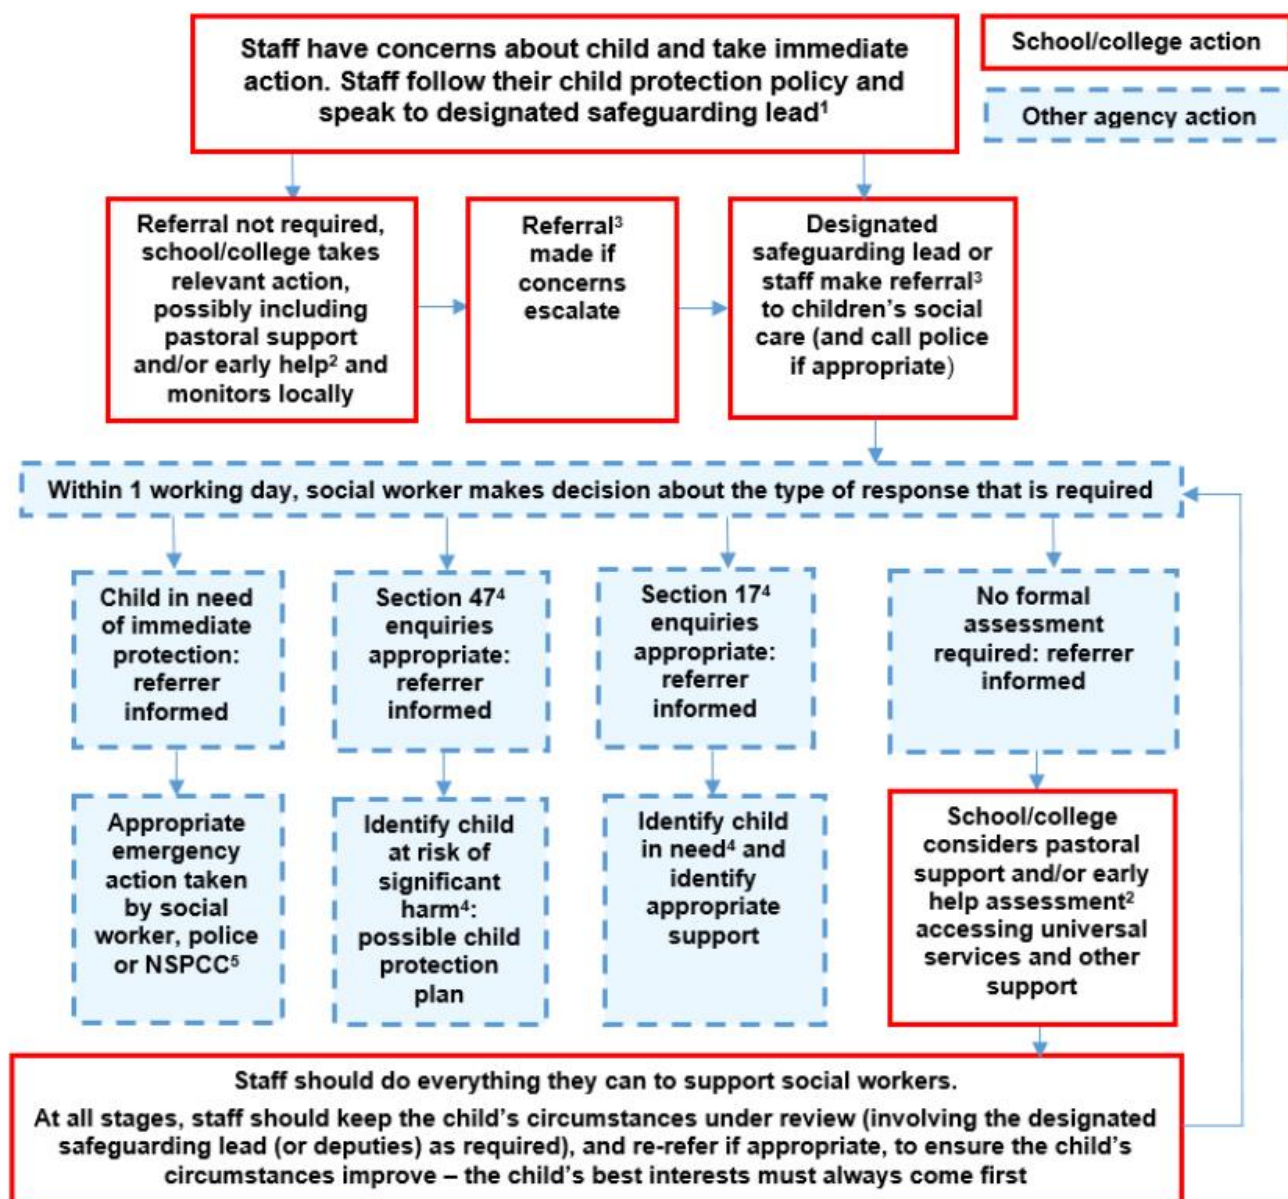 Staff have concerns about child and take immediate
action. Staff follow their child protection policy and
speak to designated safeguarding lead¹
School/college action
Other agency action
Referral not required,
school/college takes
relevant action,
possibly including
pastoral support
and/or early help² and
monitors locally
Referral³
made if
concerns
escalate
Designated
safeguarding lead or
staff make referral³
to children’s social
care (and call police
if appropriate)
Within 1 working day, social worker makes decision about the type of response that is required
Child in need
of immediate
protection:
referrer
informed
Section 47⁴
enquiries
appropriate:
referrer
informed
Section 17⁴
enquiries
appropriate:
referrer
informed
No formal
assessment
required: referrer
informed
Appropriate
emergency
action taken
by social
worker, police
or NSPCC⁵
Identify child
at risk of
significant
harm⁴:
possible child
protection
plan
Identify child
in need⁴ and
identify
appropriate
support
School/college
considers pastoral
support and/or early
help assessment²
accessing universal
services and other
support
Staff should do everything they can to support social workers.
At all stages, staff should keep the child’s circumstances under review (involving the designated
safeguarding lead (or deputies) as required), and re-refer if appropriate, to ensure the child’s
circumstances improve – the child’s best interests must always come first